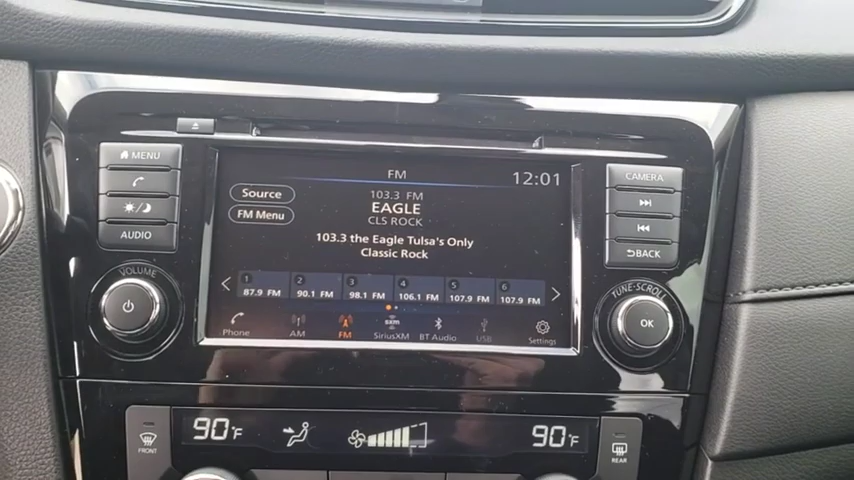 MENU
AUDIO
VOLUME
FM
12:01
Source
FM Menu
103.3 FM
EAGLE
CLS ROCK
103.3 the Eagle Tulsa's Only
Classic Rock
1 2 3 4 5 6
87.9 FM 90.1 FM 98.1 FM 106.1 FM 107.9 FM 107.9 FM
Phone AM FM SiriusXM BT Audio USB Settings
sxm
CAMERA
BACK
TUNE·SCROLL
OK
FRONT
90°F
90°F
REAR